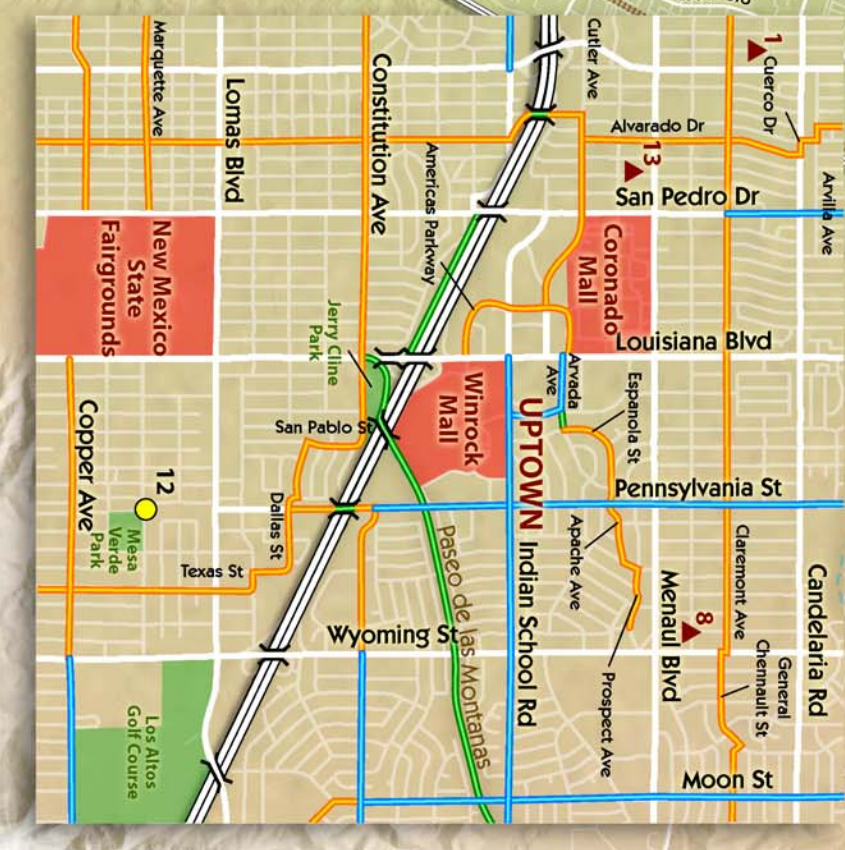 Marquette Ave
Lomas Blvd
Constitution Ave
Cutler Ave
1
Cuerco Dr
Alvarado Dr
13
San Pedro Dr
Arvilla Ave
Americas Parkway
New Mexico
State
Fairgrounds
Coronado
Mall
Jerry Cline
Park
Louisiana Blvd
Winrock
Mall
Arvada
Ave
Espanola St
UPTOWN
San Pablo St
Copper Ave
12
Mesa
Verde
Park
Dallas St
Pennsylvania St
Texas St
Paseo de las Montanas
Indian School Rd
Apache Ave
Menaul Blvd
Claremont Ave
Candelaria Rd
8
Wyoming St
General
Chennault St
Prospect Ave
Los Altos
Golf Course
Moon St